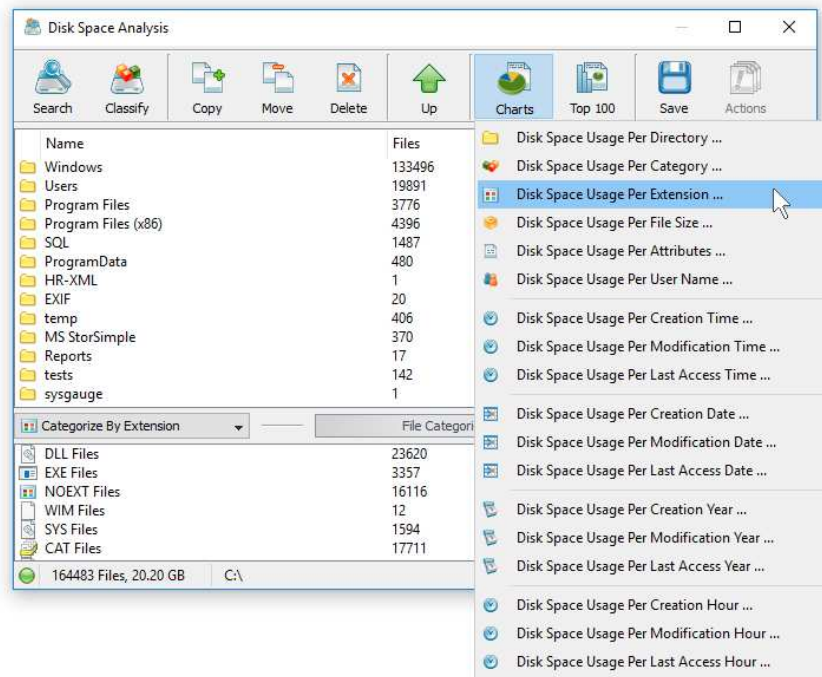 Disk Space Analysis
Search Classify Copy Move Delete Up Charts Top 100 Save Actions
Name Files
Windows 133496
Users 19891
Program Files 3776
Program Files (x86) 4396
SQL 1487
ProgramData 480
HR-XML 1
EXIF 20
temp 406
MS StorSimple 370
Reports 17
tests 142
sysgauge 1
Categorize By Extension File Categori
DLL Files 23620
EXE Files 3357
NOEXT Files 16116
WIM Files 12
SYS Files 1594
CAT Files 17711
164483 Files, 20.20 GB C:\
Disk Space Usage Per Directory ...
Disk Space Usage Per Category ...
Disk Space Usage Per Extension ...
Disk Space Usage Per File Size ...
Disk Space Usage Per Attributes ...
Disk Space Usage Per User Name ...
Disk Space Usage Per Creation Time ...
Disk Space Usage Per Modification Time ...
Disk Space Usage Per Last Access Time ...
Disk Space Usage Per Creation Date ...
Disk Space Usage Per Modification Date ...
Disk Space Usage Per Last Access Date ...
Disk Space Usage Per Creation Year ...
Disk Space Usage Per Modification Year ...
Disk Space Usage Per Last Access Year ...
Disk Space Usage Per Creation Hour ...
Disk Space Usage Per Modification Hour ...
Disk Space Usage Per Last Access Hour ...